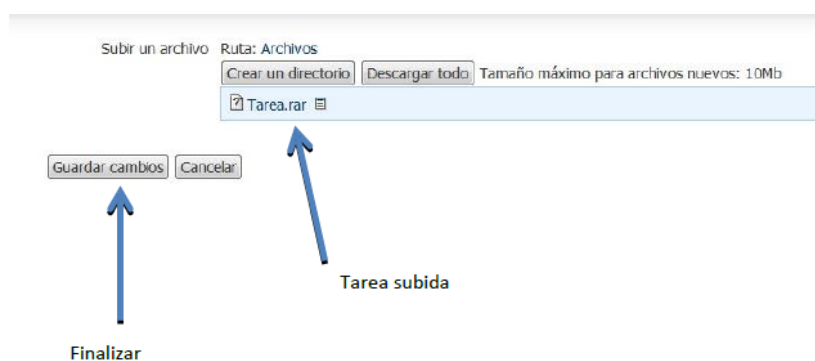 Subir un archivo Ruta: Archivos
Crear un directorio Descargar todo Tamaño máximo para archivos nuevos: 10Mb
Tarea.rar
Guardar cambios Cancelar
Tarea subida
Finalizar